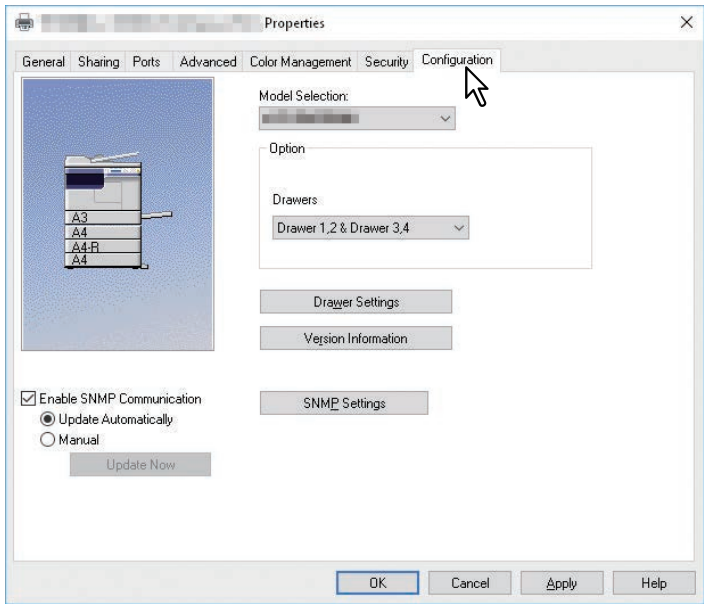 Properties
General Sharing Ports Advanced Color Management Security Configuration
Model Selection:
Option
Drawers
Drawer 1,2 & Drawer 3,4
A3
A4
A4-R
A4
Drawer Settings
Version Information
Enable SNMP Communication
Update Automatically
Manual
Update Now
SNMP Settings
OK Cancel Apply Help